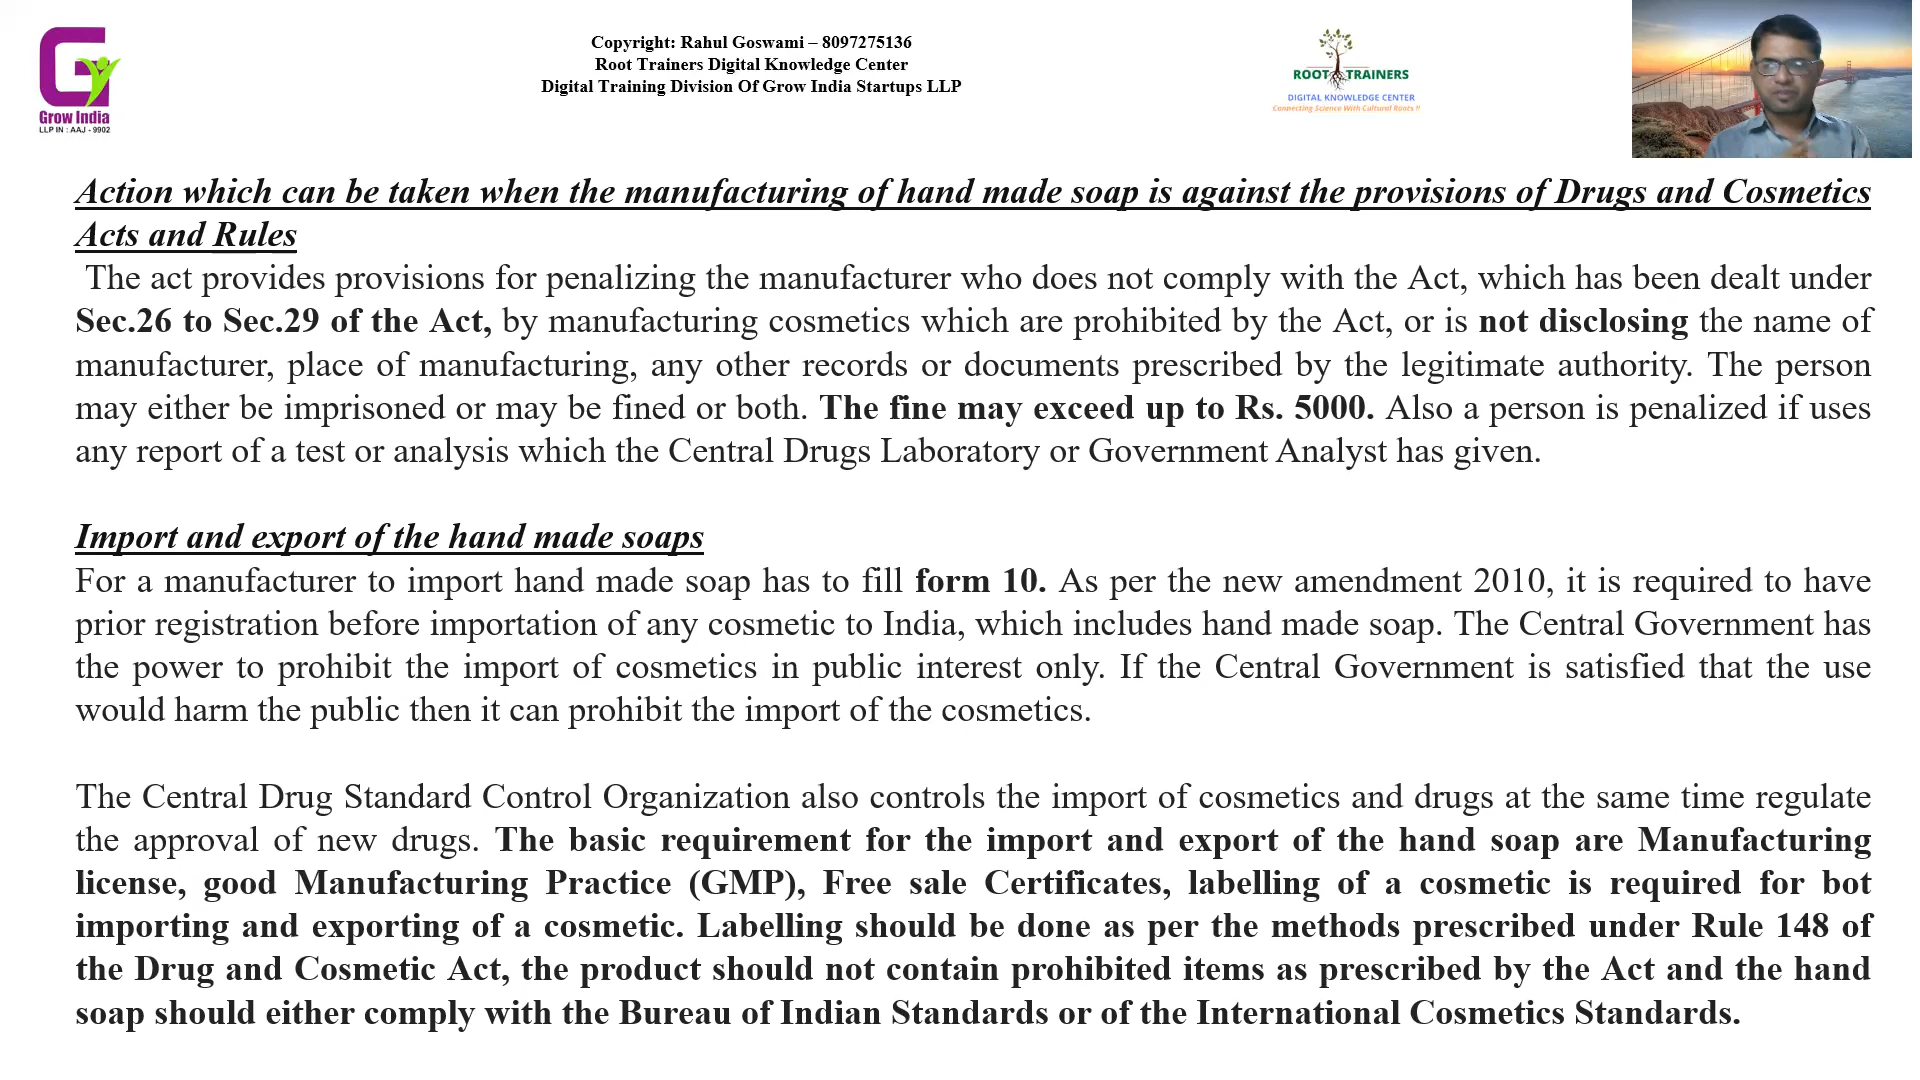 Grow India
LLP IN : AAJ - 9902
Copyright: Rahul Goswami – 8097275136
Root Trainers Digital Knowledge Center
Digital Training Division Of Grow India Startups LLP
ROOT TRAINERS
DIGITAL KNOWLEDGE CENTER
Connecting Science With Cultural Roots !!
Action which can be taken when the manufacturing of hand made soap is against the provisions of Drugs and Cosmetics
Acts and Rules
The act provides provisions for penalizing the manufacturer who does not comply with the Act, which has been dealt under
Sec.26 to Sec.29 of the Act, by manufacturing cosmetics which are prohibited by the Act, or is not disclosing the name of
manufacturer, place of manufacturing, any other records or documents prescribed by the legitimate authority. The person
may either be imprisoned or may be fined or both. The fine may exceed up to Rs. 5000. Also a person is penalized if uses
any report of a test or analysis which the Central Drugs Laboratory or Government Analyst has given.
Import and export of the hand made soaps
For a manufacturer to import hand made soap has to fill form 10. As per the new amendment 2010, it is required to have
prior registration before importation of any cosmetic to India, which includes hand made soap. The Central Government has
the power to prohibit the import of cosmetics in public interest only. If the Central Government is satisfied that the use
would harm the public then it can prohibit the import of the cosmetics.
The Central Drug Standard Control Organization also controls the import of cosmetics and drugs at the same time regulate
the approval of new drugs. The basic requirement for the import and export of the hand soap are Manufacturing
license, good Manufacturing Practice (GMP), Free sale Certificates, labelling of a cosmetic is required for bot
importing and exporting of a cosmetic. Labelling should be done as per the methods prescribed under Rule 148 of
the Drug and Cosmetic Act, the product should not contain prohibited items as prescribed by the Act and the hand
soap should either comply with the Bureau of Indian Standards or of the International Cosmetics Standards.